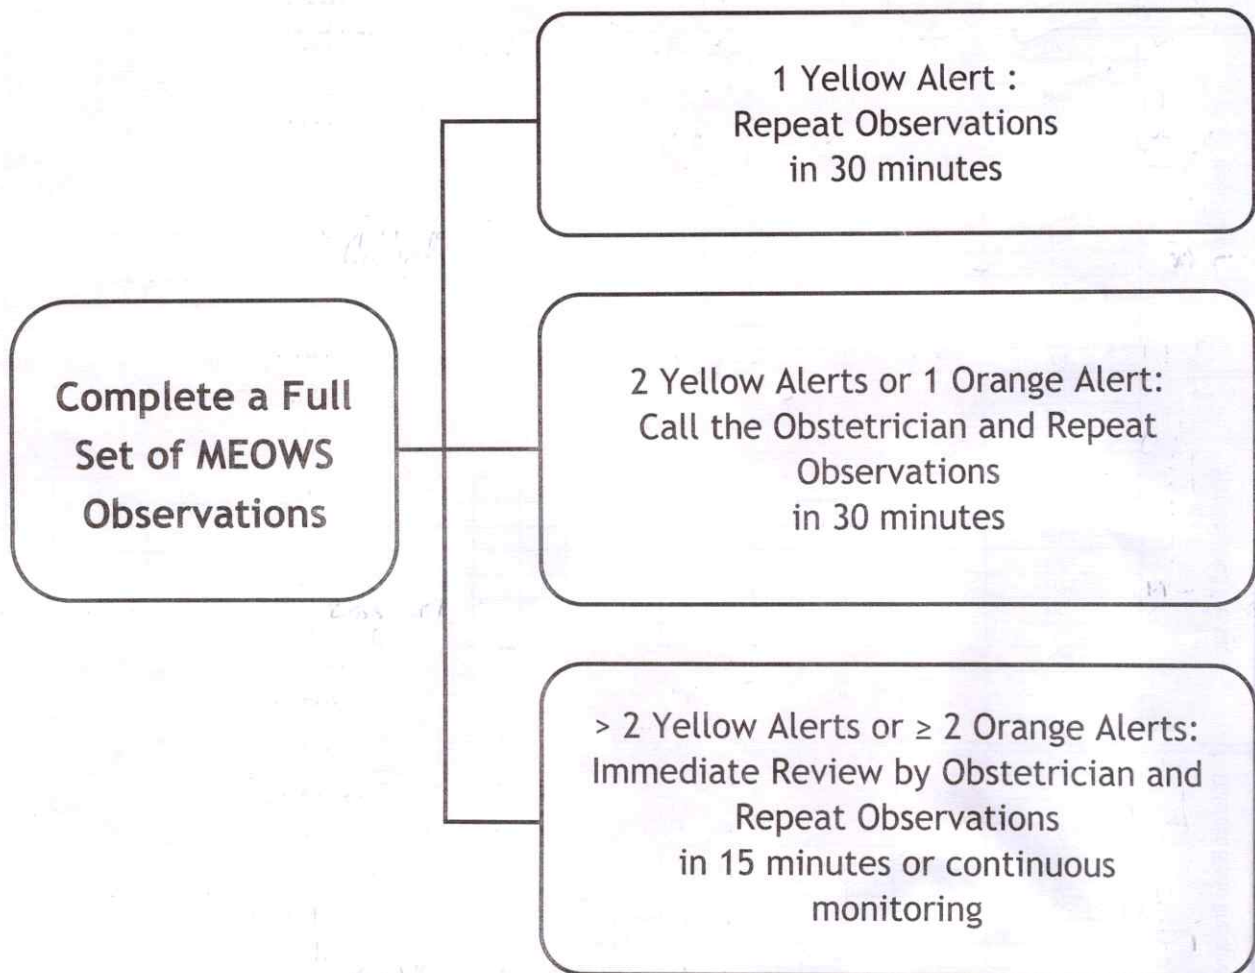 1 Yellow Alert :
Repeat Observations
in 30 minutes
Complete a Full
Set of MEOWS
Observations
2 Yellow Alerts or 1 Orange Alert:
Call the Obstetrician and Repeat
Observations
in 30 minutes
> 2 Yellow Alerts or ≥ 2 Orange Alerts:
Immediate Review by Obstetrician and
Repeat Observations
in 15 minutes or continuous
monitoring